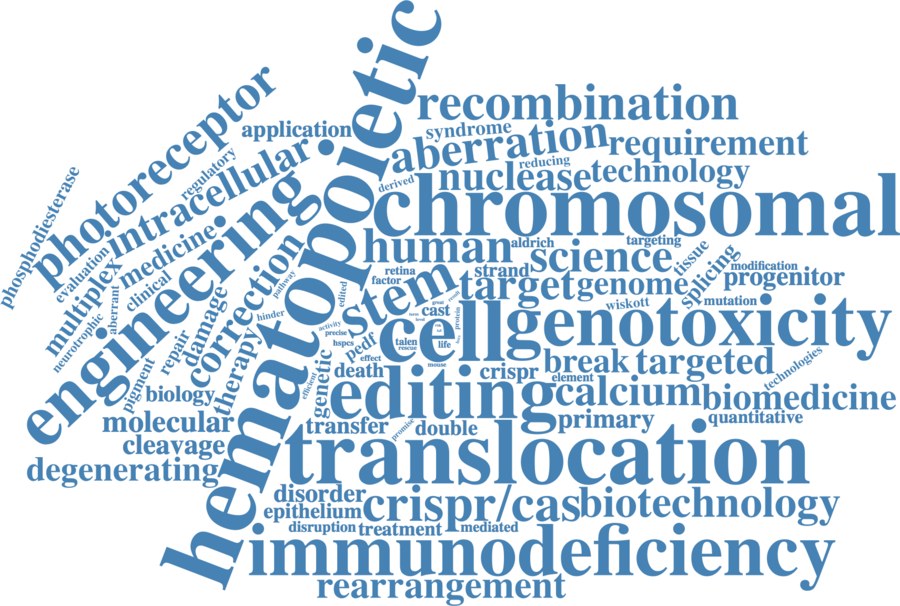 hematopoietic
recombination
photoreceptor
application
syndrome
aberration
requirement
regulatory
intracellular
reducing
derived
nuclease
technology
phosphodiesterase
chromosomal
engineering
medicine
evaluation
human
aldrich
targeting
science
tissue
multiplex
clinical
correction
pathway
retina
factor
stem
strand
target
genome
splicing
modification
progenitor
neurotrophic
aberrant
damage
edited
wiskott
mutation
hinder
cast
protein
great
cell
genotoxicity
repair
therapy
activity
precise
hspcs
pedf
talen
rescue
life
effect
mouse
break
targeted
technologies
pigment
biology
efficient
genetic
death
crispr
element
editing
calcium
biomedicine
molecular
transfer
promise
double
primary
quantitative
cleavage
translocation
degenerating
disorder
crispr/cas
biotechnology
epithelium
disruption
treatment
mediated
immunodeficiency
rearrangement